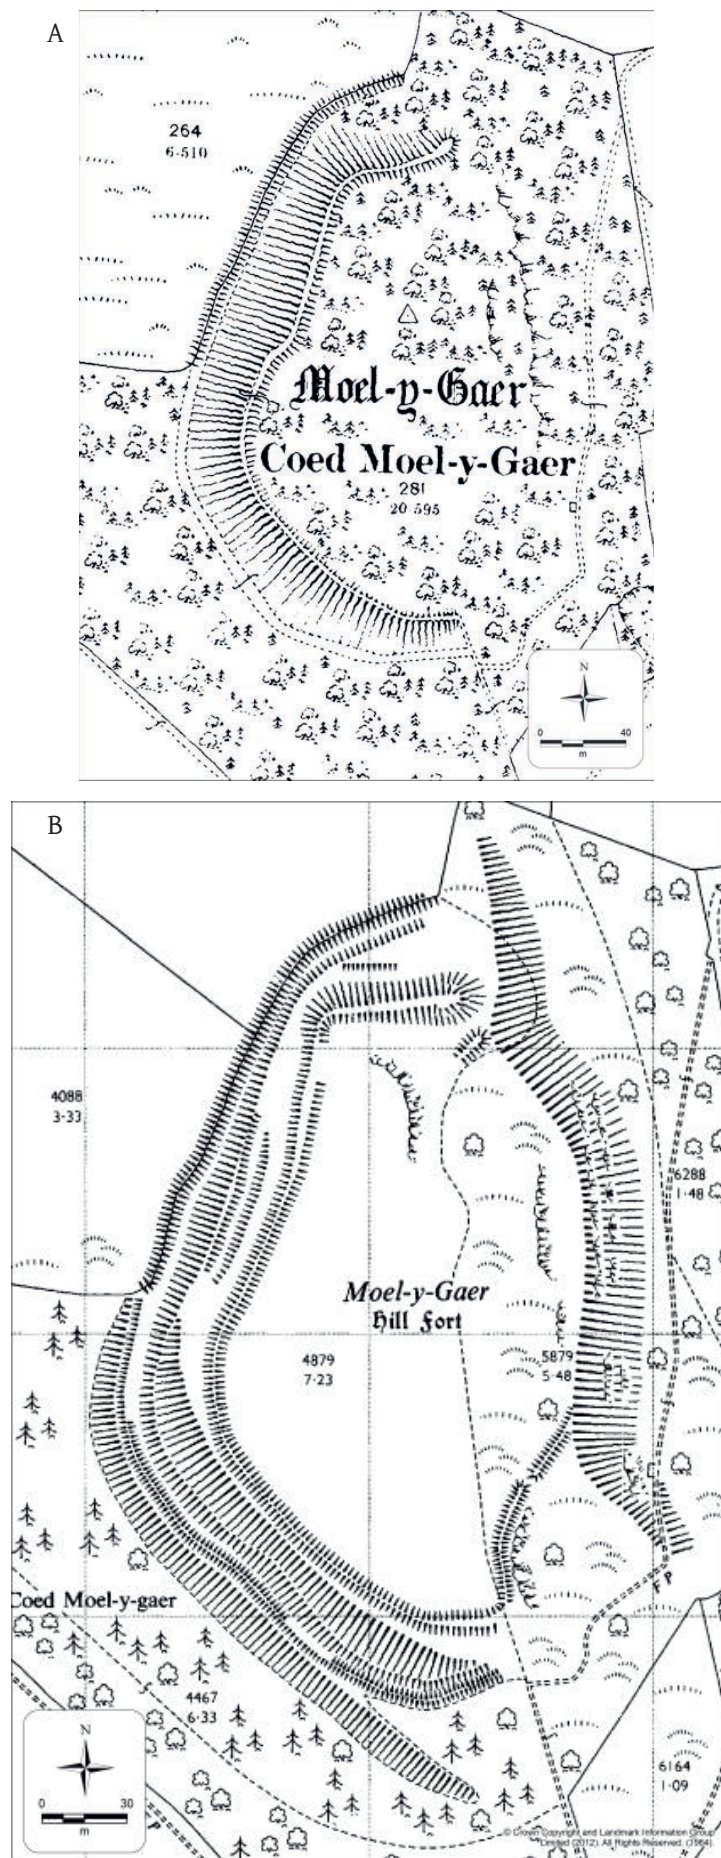 A
264
6·510
Moel-y-Gaer
Coed Moel-y-Gaer
281
20·595
N
0 40
m
B
4088
3·33
6288
1·48
Moel-y-Gaer
Hill Fort
4879
7·23
5879
5·48
F P
Coed Moel-y-gaer
4467
6·33
6164
1·09
N
0 30
m
© Crown Copyright and Landmark Information Group
Limited (2012). All Rights Reserved. (1964).